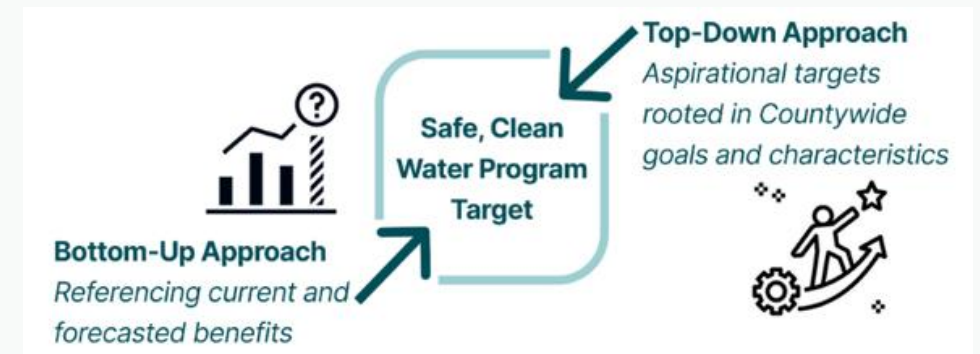 Top-Down Approach
Aspirational targets
rooted in Countywide
goals and characteristics
?
Safe, Clean
Water Program
Target
Bottom-Up Approach
Referencing current and
forecasted benefits